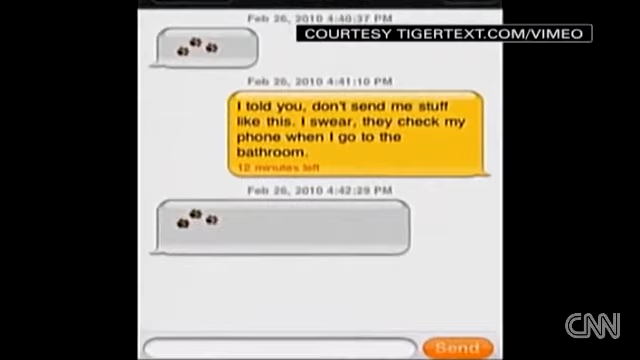 Feb 26, 2010 4:40:37 PM
COURTESY TIGERTEXT.COM/VIMEO
Feb 26, 2010 4:41:10 PM
I told you, don't send me stuff
like this. I swear, they check my
phone when I go to the
bathroom.
12 minutes left
Feb 26, 2010 4:42:29 PM
Send
CNN